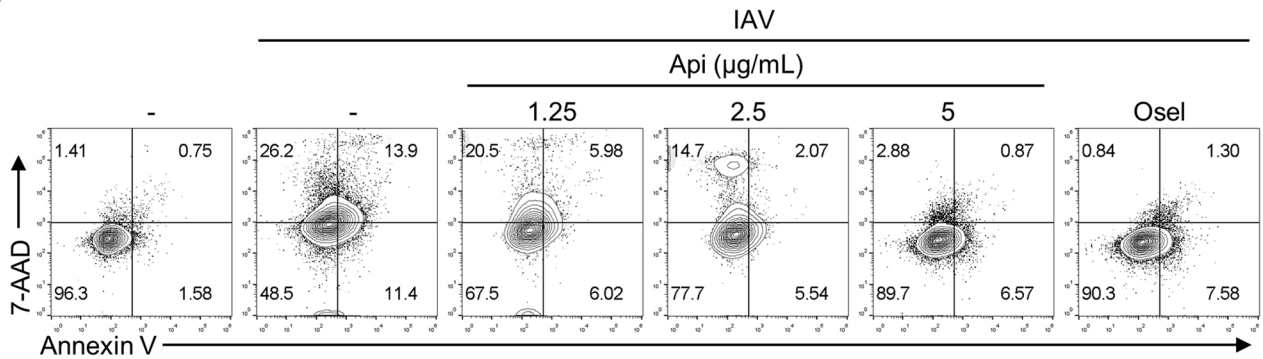 IAV
Api (µg/mL)
- - 1.25 2.5 5 Osel
1.41 0.75 26.2 13.9 20.5 5.98 14.7 2.07 2.88 0.87 0.84 1.30
96.3 1.58 48.5 11.4 67.5 6.02 77.7 5.54 89.7 6.57 90.3 7.58
7-AAD
Annexin V